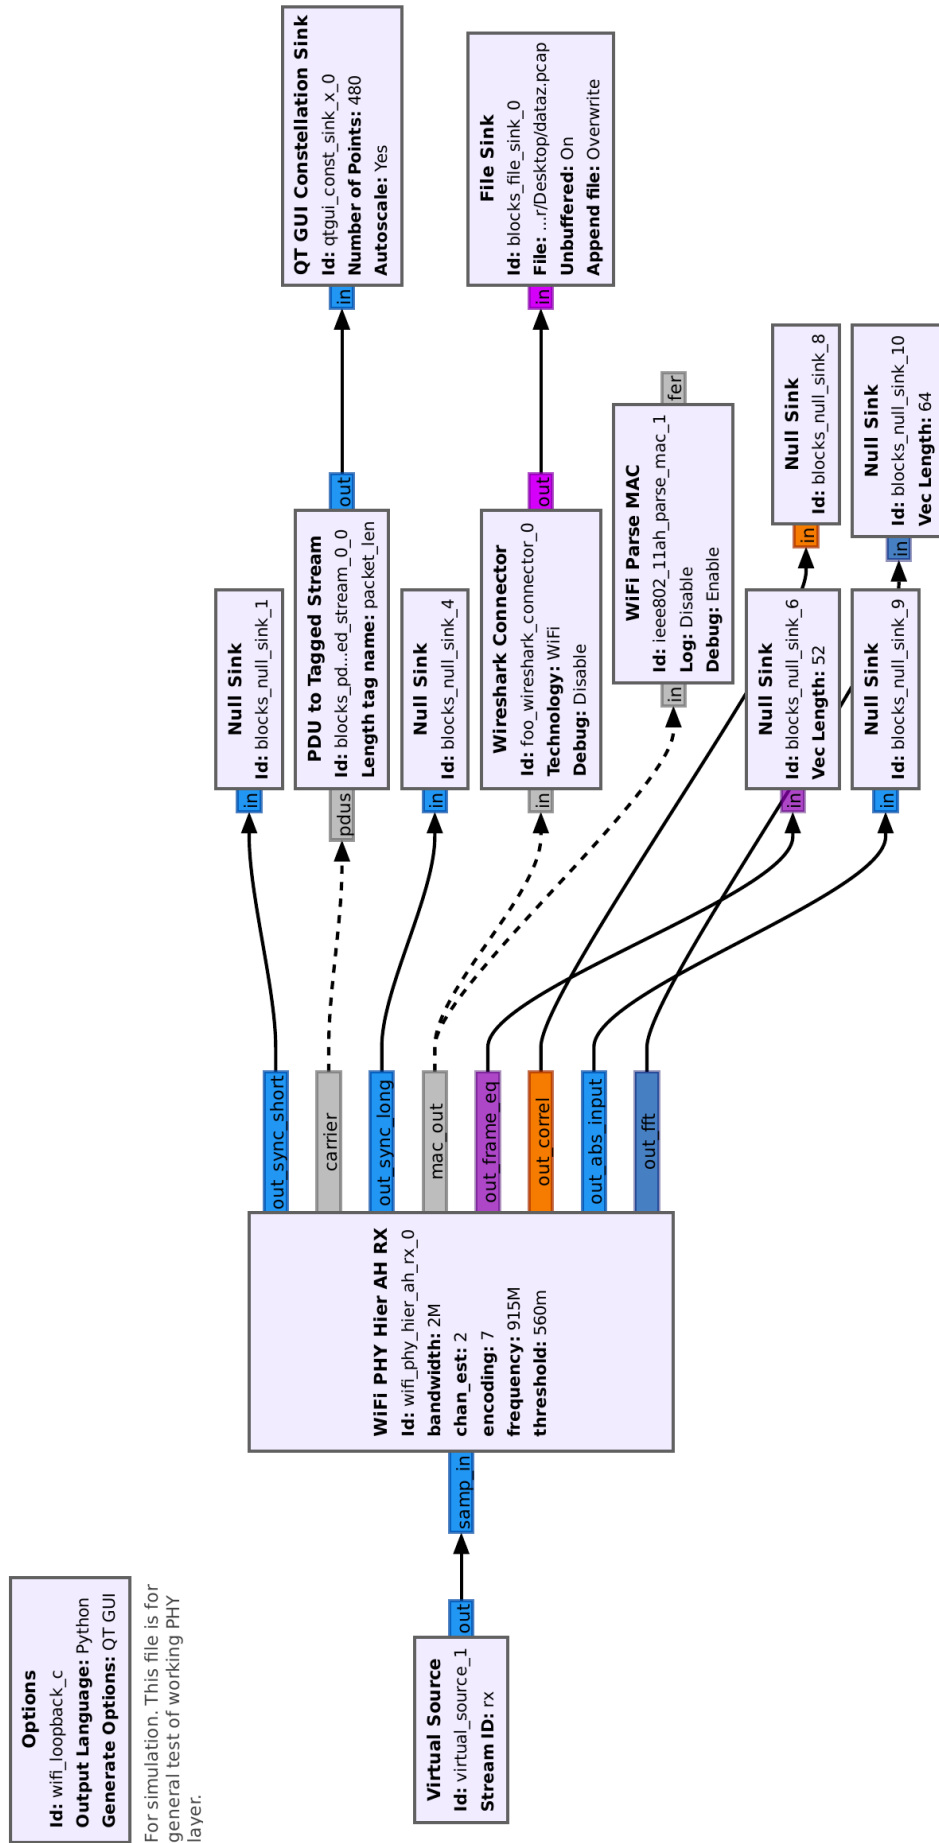 Options
Id: wifi_loopback_c
Output Language: Python
Generate Options: QT GUI
For simulation. This file is for
general test of working PHY
layer.
Virtual Source
Id: virtual_source_1
Stream ID: rx
out
samp_in
WiFi PHY Hier AH RX
Id: wifi_phy_hier_ah_rx_0
bandwidth: 2M
chan_est: 2
encoding: 7
frequency: 915M
threshold: 560m
out_sync_short
carrier
out_sync_long
mac_out
out_frame_eq
out_correl
out_abs_input
out_fft
in
Null Sink
Id: blocks_null_sink_1
pdus
PDU to Tagged Stream
Id: blocks_pd...ed_stream_0_0
Length tag name: packet_len
out
in
QT GUI Constellation Sink
Id: qtgui_const_sink_x_0
Number of Points: 480
Autoscale: Yes
in
Null Sink
Id: blocks_null_sink_4
in
Wireshark Connector
Id: foo_wireshark_connector_0
Technology: WiFi
Debug: Disable
out
in
File Sink
Id: blocks_file_sink_0
File: ...r/Desktop/dataz.pcap
Unbuffered: On
Append file: Overwrite
in
WiFi Parse MAC
Id: ieee802_11ah_parse_mac_1
Log: Disable
Debug: Enable
fer
in
Null Sink
Id: blocks_null_sink_6
Vec Length: 52
in
Null Sink
Id: blocks_null_sink_8
in
Null Sink
Id: blocks_null_sink_9
in
Null Sink
Id: blocks_null_sink_10
Vec Length: 64